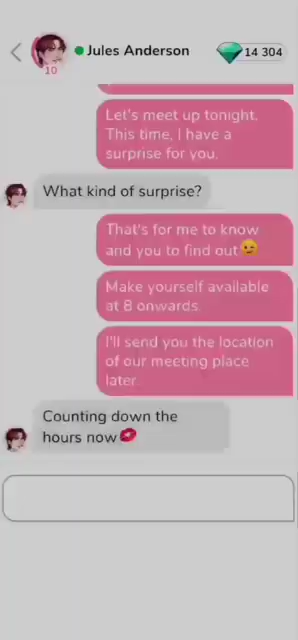 Jules Anderson
14 304
10
Let's meet up tonight.
This time, I have a
surprise for you.
What kind of surprise?
That's for me to know
and you to find out😉
Make yourself available
at 8 onwards.
I'll send you the location
of our meeting place
later.
Counting down the
hours now💋